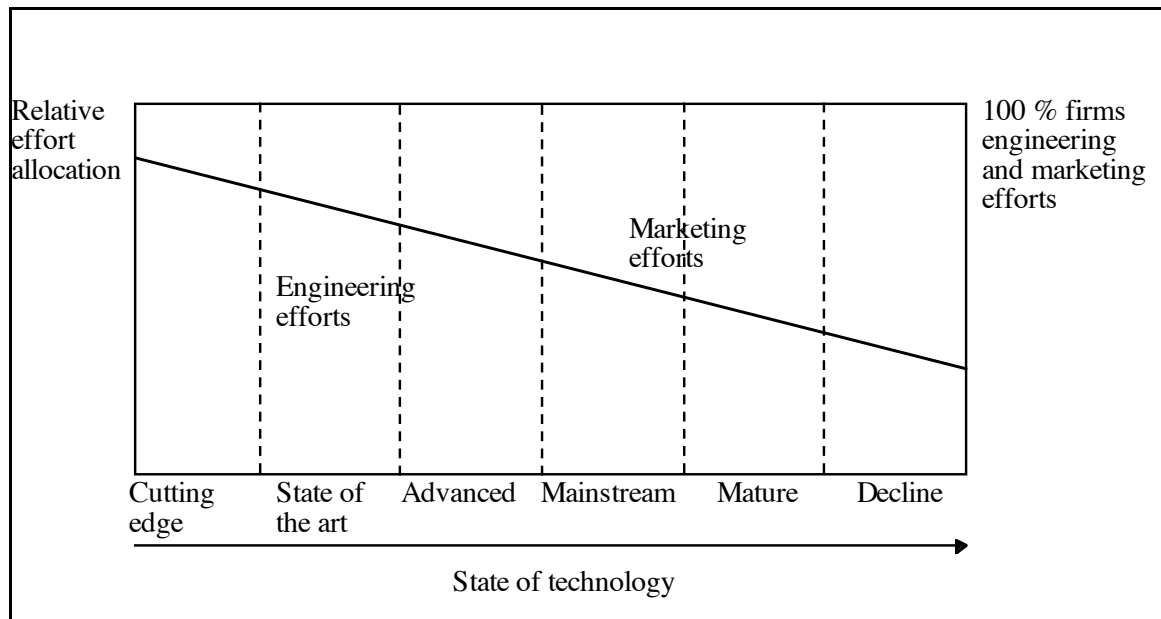 Relative
effort
allocation
100 % firms
engineering
and marketing
efforts
Marketing
efforts
Engineering
efforts
Cutting
edge
State of
the art
Advanced
Mainstream
Mature
Decline
State of technology